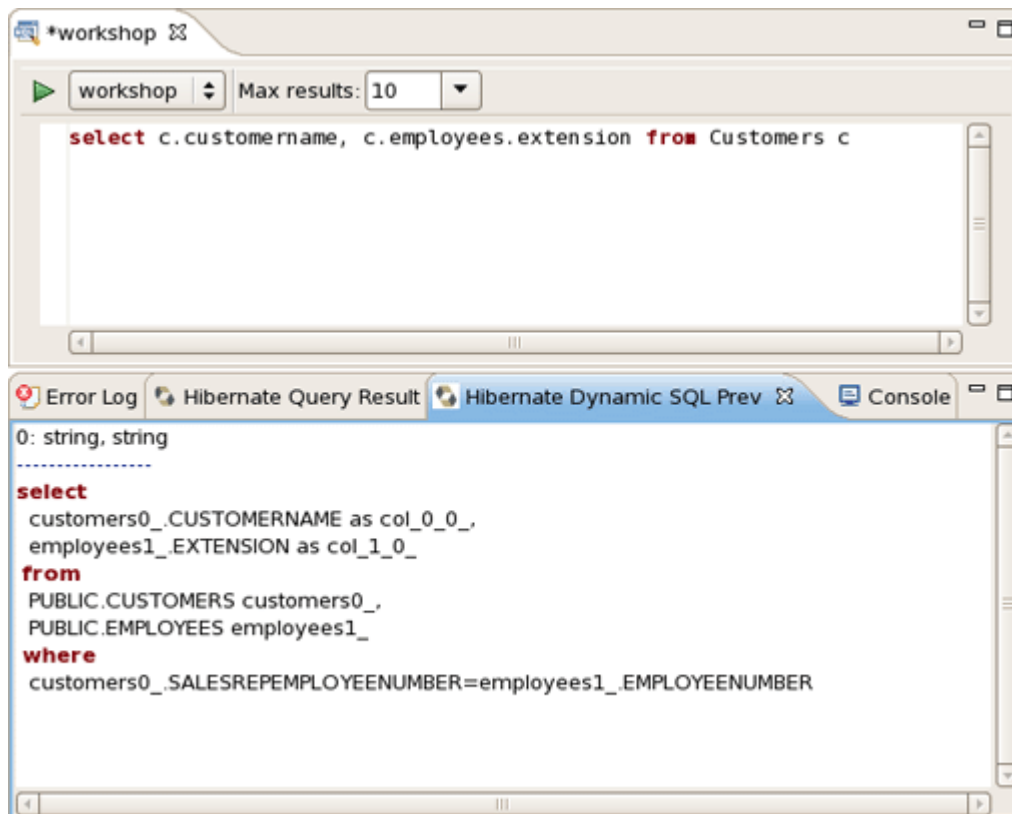 *workshop
workshop Max results: 10
select c.customername, c.employees.extension from Customers c
Error Log Hibernate Query Result Hibernate Dynamic SQL Prev Console
0: string, string
-----------------
select
customers0_.CUSTOMERNAME as col_0_0_,
employees1_.EXTENSION as col_1_0_
from
PUBLIC.CUSTOMERS customers0_,
PUBLIC.EMPLOYEES employees1_
where
customers0_.SALESREPEMPLOYEENUMBER=employees1_.EMPLOYEENUMBER